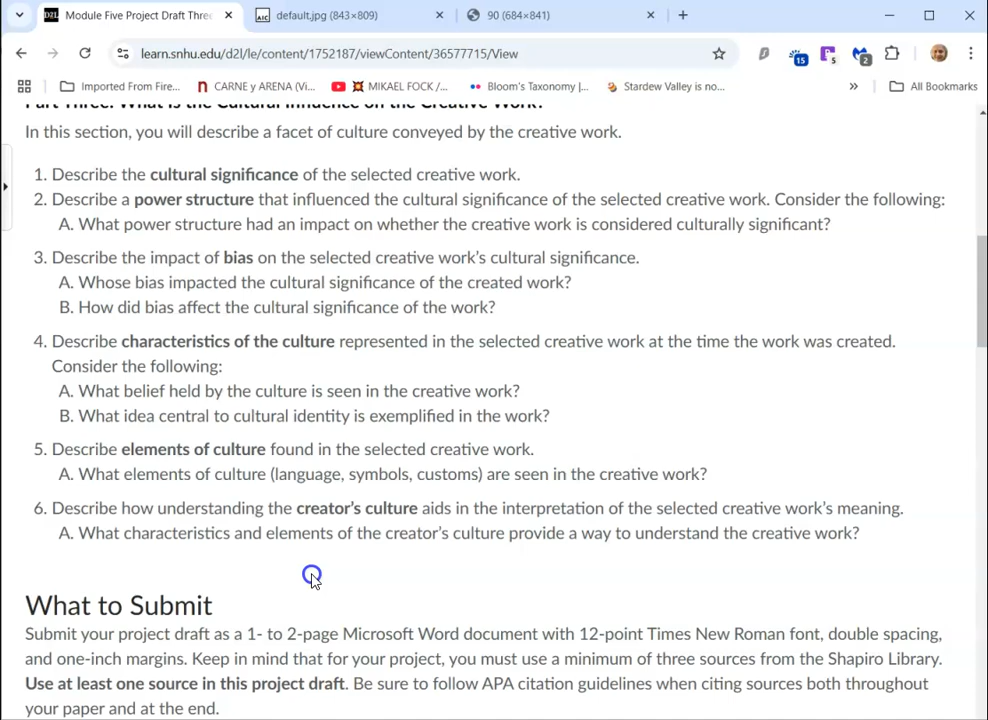 Module Five Project Draft Three
default.jpg (843×809)
90 (684×841)
learn.snhu.edu/d2l/le/content/1752187/viewContent/36577715/View
15
5
2
Imported From Fire...
CARNE y ARENA (Vi...
MIKAEL FOCK /...
Bloom's Taxonomy |...
Stardew Valley is no...
»
All Bookmarks
Part Three: What is the Cultural Influence on the Creative Work?
In this section, you will describe a facet of culture conveyed by the creative work.
1. Describe the cultural significance of the selected creative work.
2. Describe a power structure that influenced the cultural significance of the selected creative work. Consider the following:
A. What power structure had an impact on whether the creative work is considered culturally significant?
3. Describe the impact of bias on the selected creative work's cultural significance.
A. Whose bias impacted the cultural significance of the created work?
B. How did bias affect the cultural significance of the work?
4. Describe characteristics of the culture represented in the selected creative work at the time the work was created.
Consider the following:
A. What belief held by the culture is seen in the creative work?
B. What idea central to cultural identity is exemplified in the work?
5. Describe elements of culture found in the selected creative work.
A. What elements of culture (language, symbols, customs) are seen in the creative work?
6. Describe how understanding the creator's culture aids in the interpretation of the selected creative work's meaning.
A. What characteristics and elements of the creator's culture provide a way to understand the creative work?
What to Submit
Submit your project draft as a 1- to 2-page Microsoft Word document with 12-point Times New Roman font, double spacing,
and one-inch margins. Keep in mind that for your project, you must use a minimum of three sources from the Shapiro Library.
Use at least one source in this project draft. Be sure to follow APA citation guidelines when citing sources both throughout
your paper and at the end.